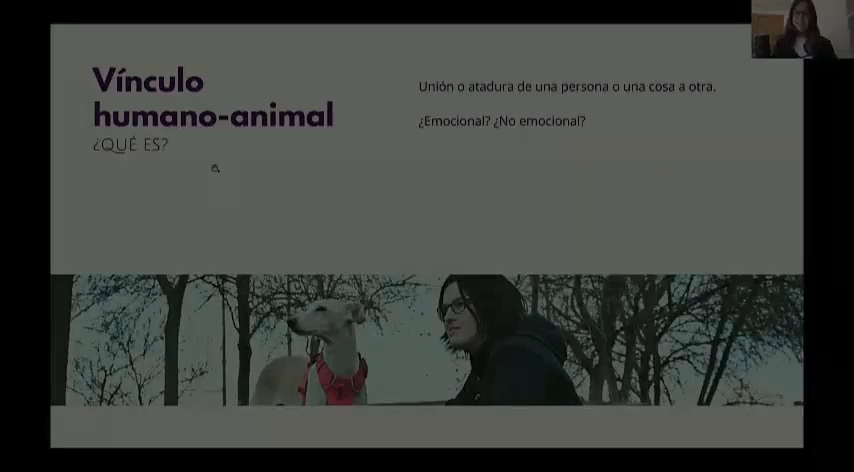 Vínculo
humano-animal
¿QUÉ ES?
Unión o atadura de una persona o una cosa a otra.
¿Emocional? ¿No emocional?